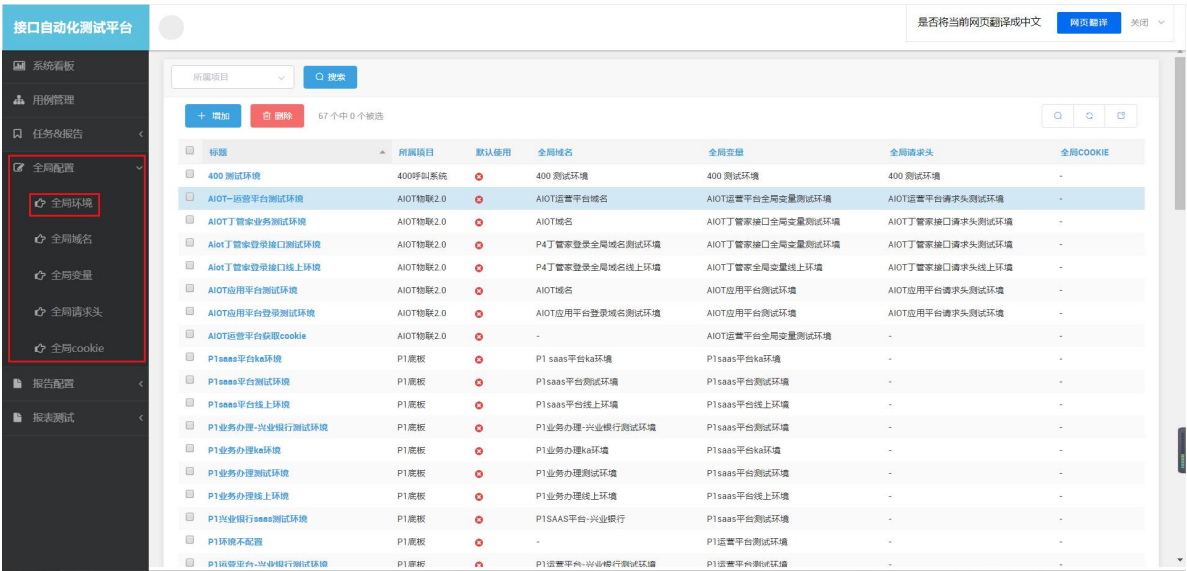 接口自动化测试平台
是否将当前网页翻译成中文 网页翻译 关闭
系统看板
用例管理
任务&报告
全局配置
全局环境
全局域名
全局变量
全局请求头
全局cookie
报告配置
报表测试
所属项目 搜索
增加 删除 67 个中 0 个被选
标题 所属项目 默认使用 全局域名 全局变量 全局请求头 全局COOKIE
400 测试环境 400呼叫系统 400 测试环境 400 测试环境 400 测试环境 -
AIOT—运营平台测试环境 AIOT物联2.0 AIOT运营平台域名 AIOT运营平台全局变量测试环境 AIOT运营平台请求头测试环境 -
AIOT丁管家业务测试环境 AIOT物联2.0 AIOT域名 AIOT丁管家接口全局变量测试环境 AIOT丁管家接口请求头测试环境 -
Aiot丁管家登录接口测试环境 AIOT物联2.0 P4丁管家登录全局域名测试环境 AIOT丁管家接口全局变量测试环境 AIOT丁管家接口请求头测试环境 -
Aiot丁管家登录接口线上环境 AIOT物联2.0 P4丁管家登录全局域名线上环境 AIOT丁管家全局变量线上环境 AIOT丁管家接口请求头线上环境 -
AIOT应用平台测试环境 AIOT物联2.0 AIOT域名 AIOT应用平台测试环境 AIOT应用平台请求头测试环境 -
AIOT应用平台登录测试环境 AIOT物联2.0 AIOT应用平台登录域名测试环境 AIOT应用平台测试环境 AIOT应用平台请求头测试环境 -
AIOT运营平台获取cookie AIOT物联2.0 - AIOT运营平台全局变量测试环境 - -
P1saas平台ka环境 P1底板 P1 saas平台ka环境 P1saas平台ka环境 - -
P1saas平台测试环境 P1底板 P1saas平台测试环境 P1saas平台测试环境 - -
P1saas平台线上环境 P1底板 P1saas平台线上环境 P1saas平台线上环境 - -
P1业务办理-兴业银行测试环境 P1底板 P1业务办理-兴业银行测试环境 P1saas平台测试环境 - -
P1业务办理ka环境 P1底板 P1业务办理ka环境 P1saas平台ka环境 - -
P1业务办理测试环境 P1底板 P1业务办理测试环境 P1saas平台测试环境 - -
P1业务办理线上环境 P1底板 P1业务办理线上环境 P1saas平台线上环境 - -
P1兴业银行saas测试环境 P1底板 P1SAAS平台-兴业银行 P1saas平台测试环境 - -
P1环境不配置 P1底板 - P1运营平台测试环境 - -
P1运营平台-兴业银行测试环境 P1底板 P1运营平台-兴业银行测试环境 P1运营平台测试环境 - -